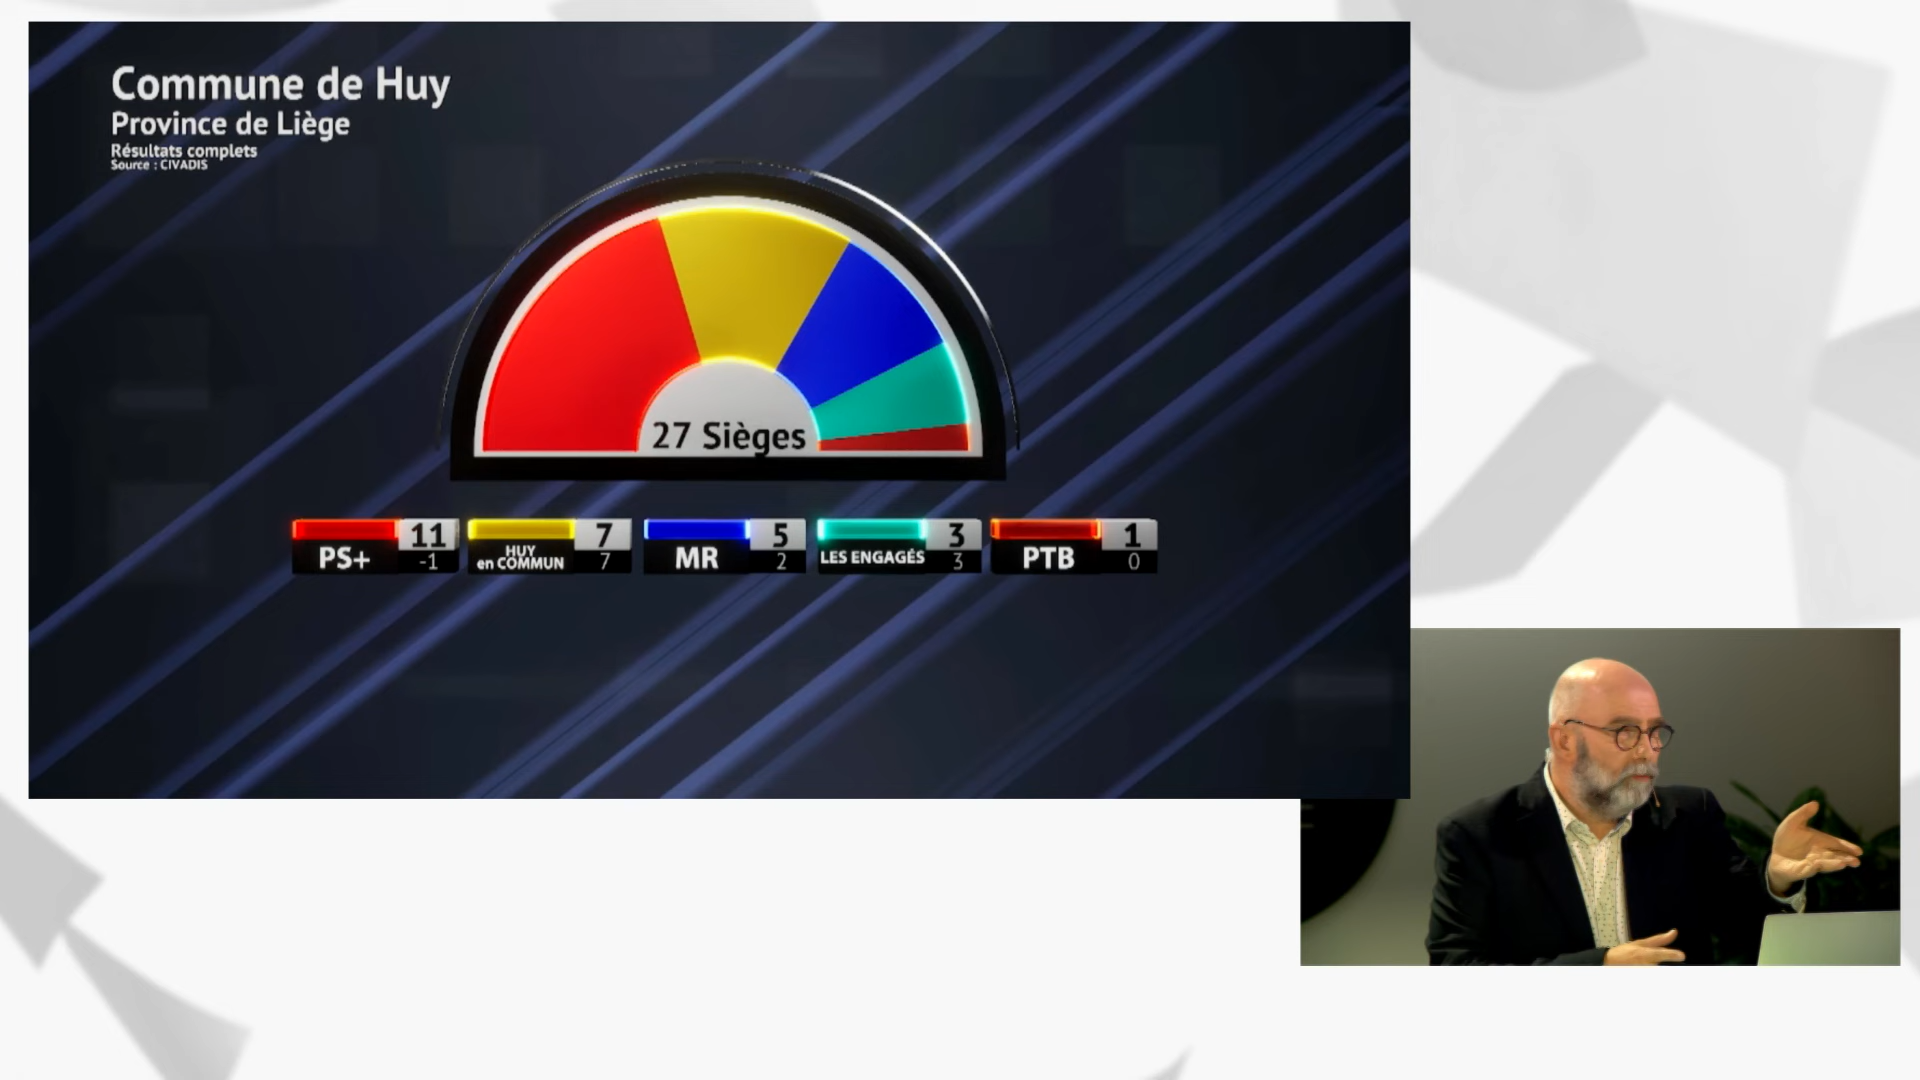 Commune de Huy
Province de Liège
Résultats complets
Source : CIVADIS
27 Sièges
PS+ 11 -1
HUY en COMMUN 7 7
MR 5 2
LES ENGAGÉS 3 3
PTB 1 0